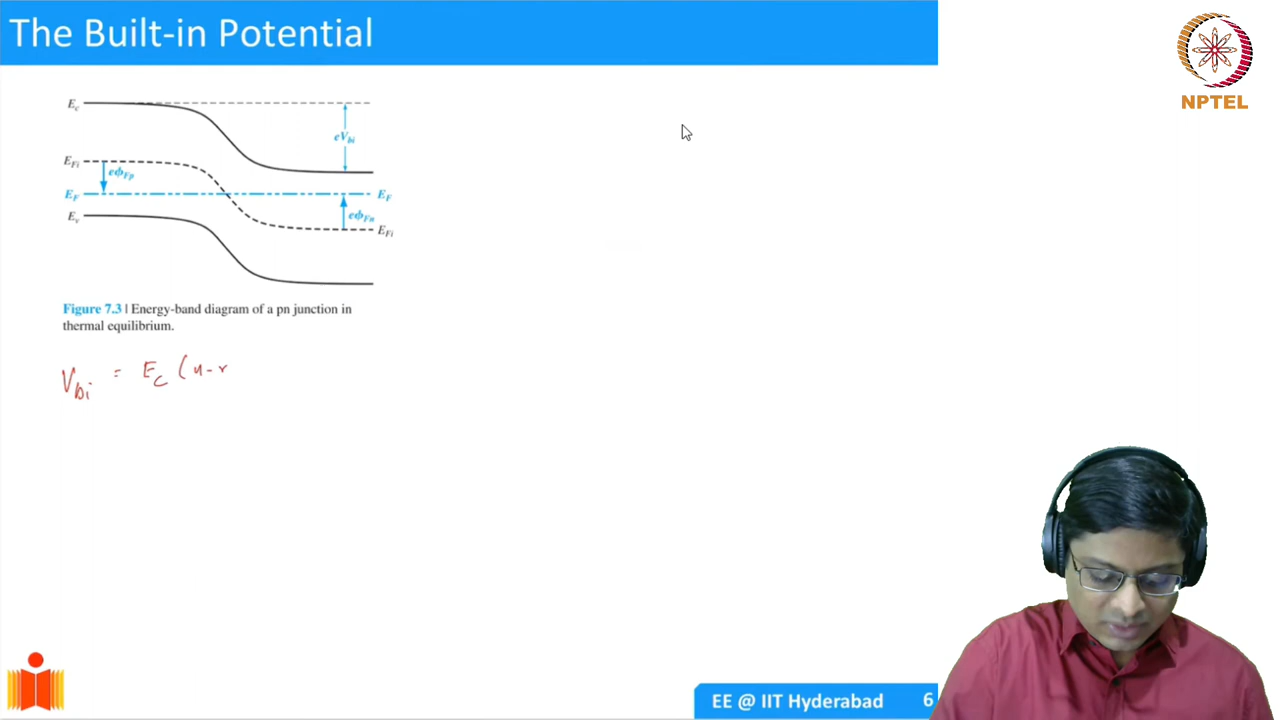 The Built-in Potential
NPTEL
E_c
eV_bi
E_Fi
eϕ_Fp
E_F
E_F
E_v
eϕ_Fn
E_Fi
Figure 7.3 | Energy-band diagram of a pn junction in
thermal equilibrium.
V_bi = E_C (n-r
EE @ IIT Hyderabad 6